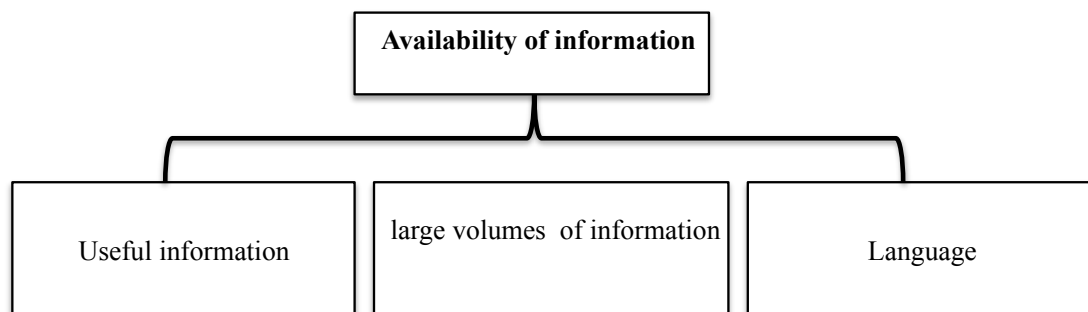 Availability of information
Useful information
large volumes of information
Language